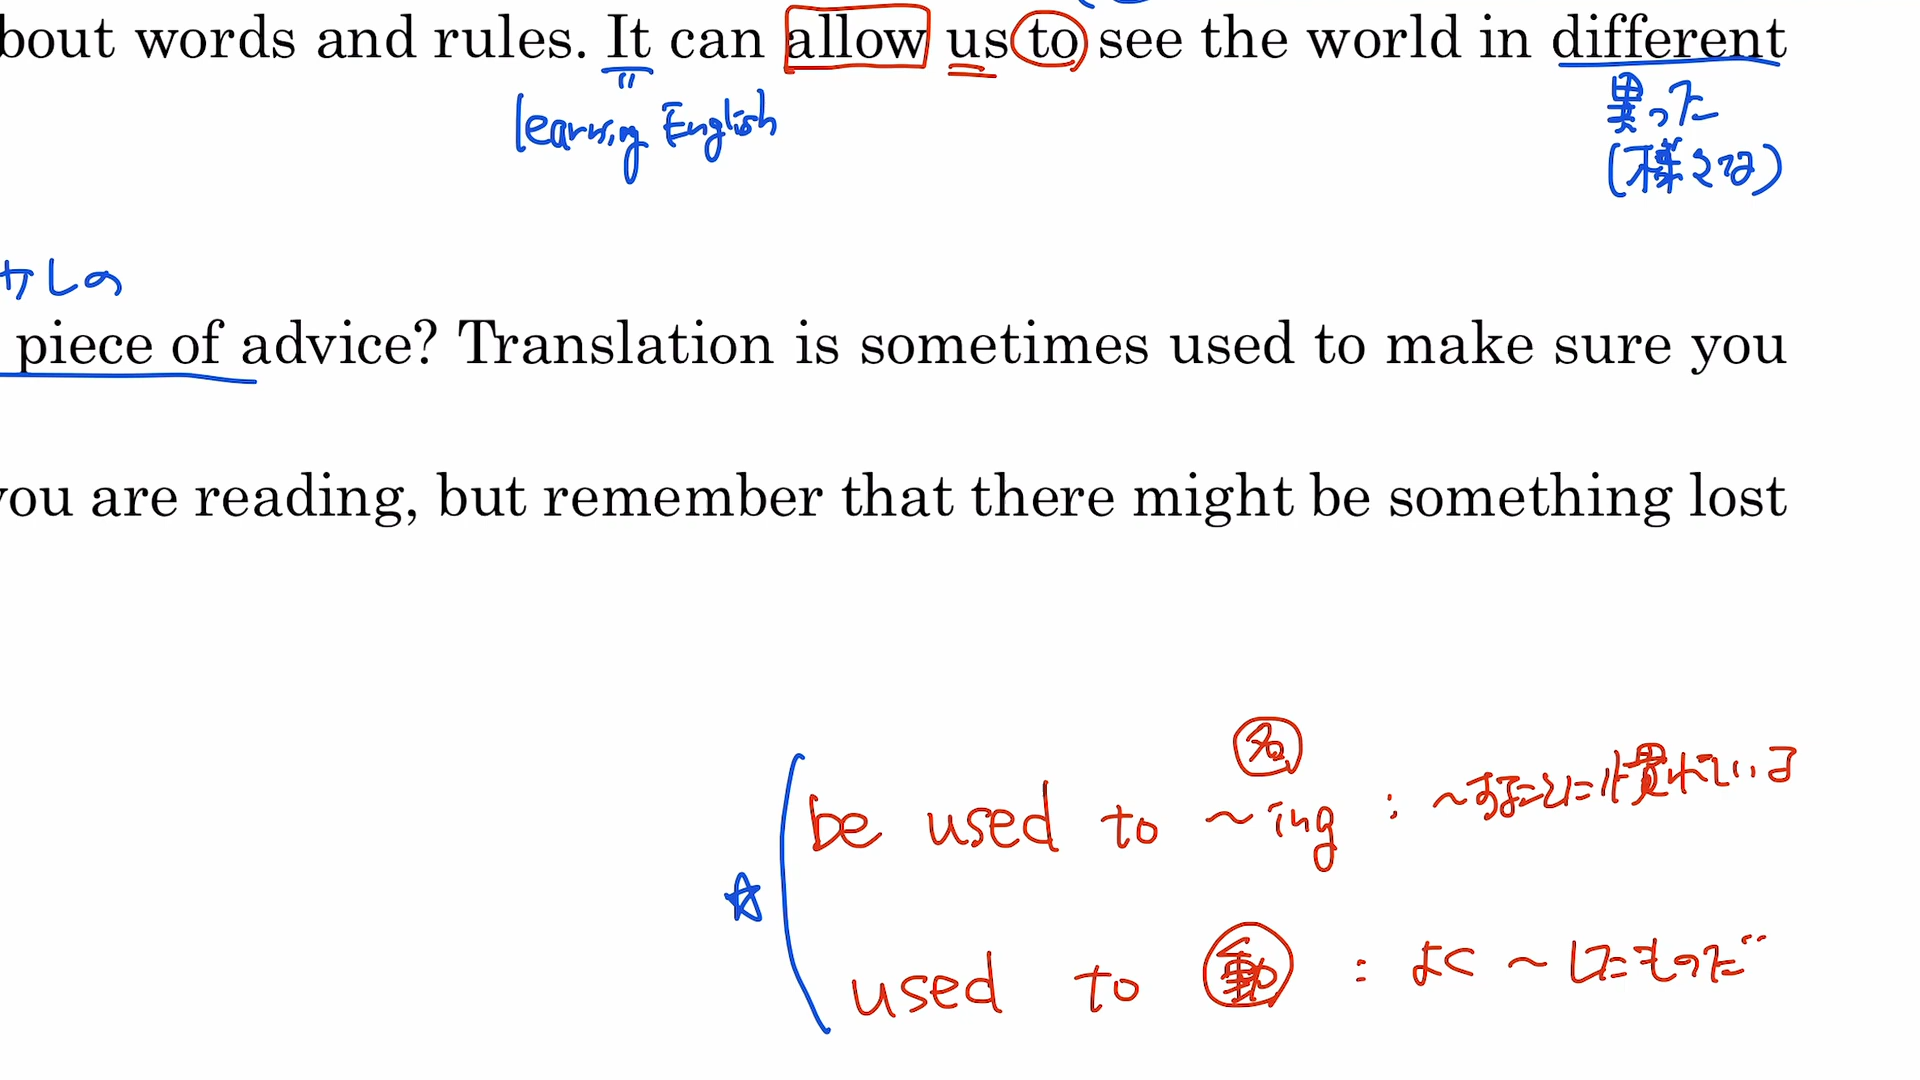 bout words and rules. It can allow us to see the world in different
learning English
異った
(様々な)
しの
piece of advice? Translation is sometimes used to make sure you
you are reading, but remember that there might be something lost
名
be used to ~ing : ~することに慣れている
used to 動 : よく ~したものだ